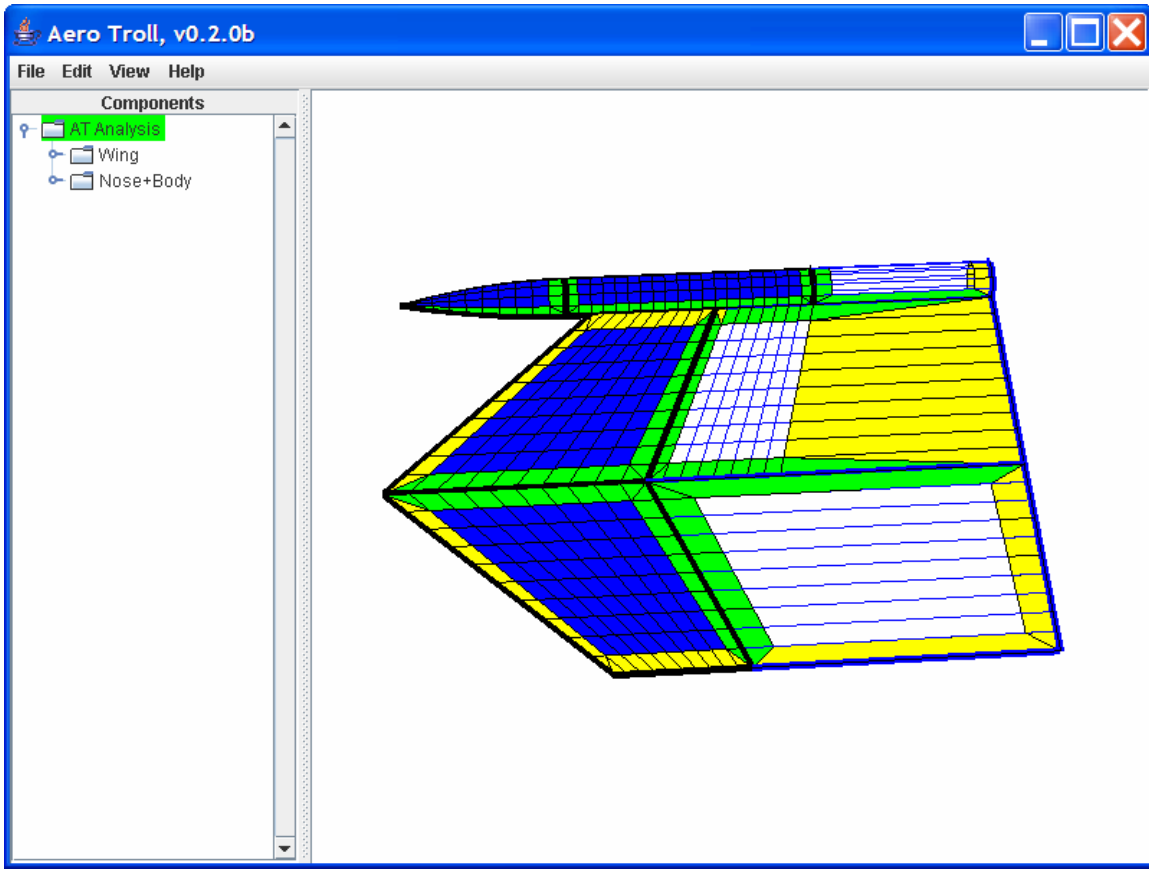 Aero Troll, v0.2.0b
File Edit View Help
Components
AT Analysis
Wing
Nose+Body